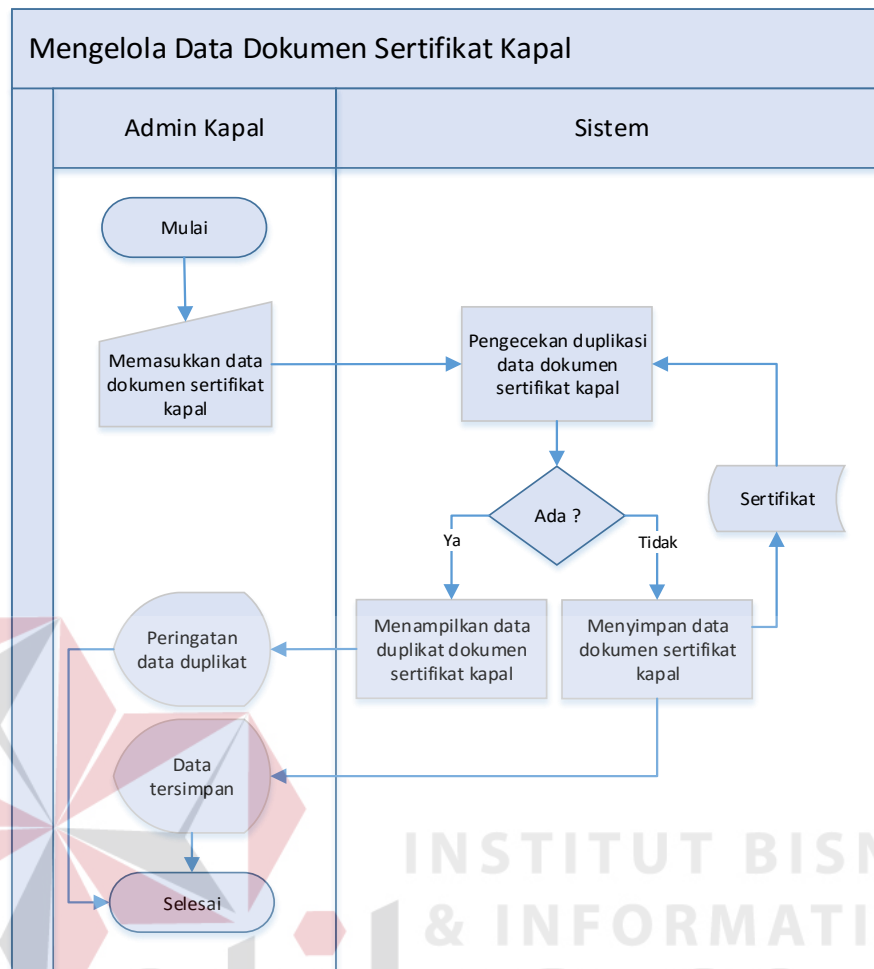 Mengelola Data Dokumen Sertifikat Kapal
Admin Kapal
Sistem
Mulai
Memasukkan data
dokumen sertifikat
kapal
Pengecekan duplikasi
data dokumen
sertifikat kapal
Sertifikat
Ada ?
Ya
Tidak
Menampilkan data
duplikat dokumen
sertifikat kapal
Menyimpan data
dokumen sertifikat
kapal
Peringatan
data duplikat
Data
tersimpan
Selesai
INSTITUT BISN
& INFORMATI